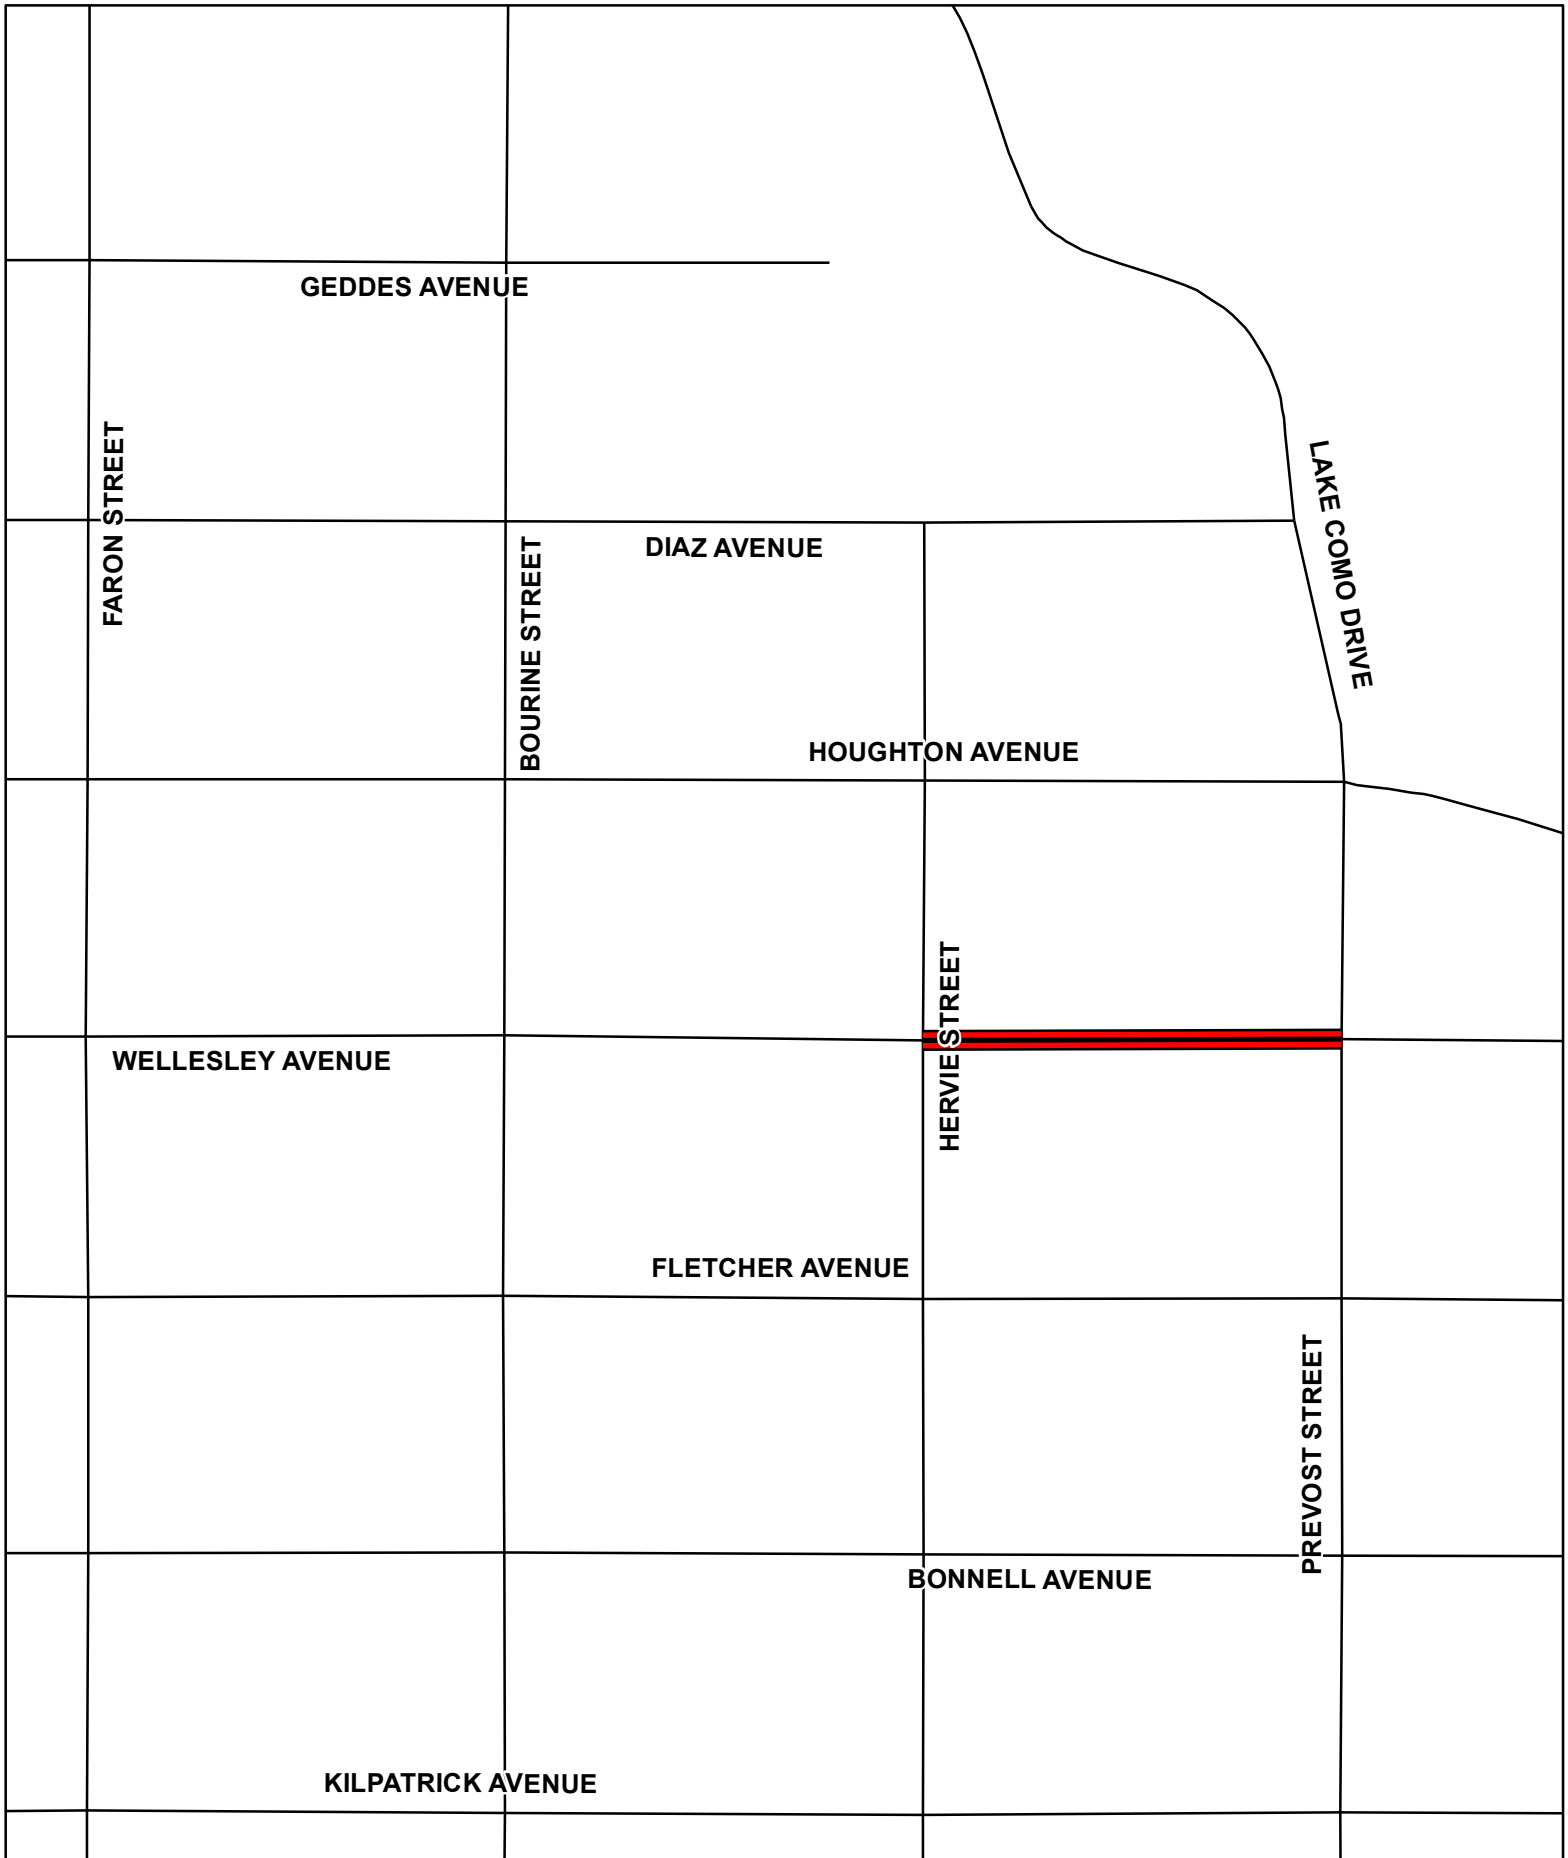 GEDDES AVENUE
FARON STREET
LAKE COMO DRIVE
BOURINE STREET
DIAZ AVENUE
HOUGHTON AVENUE
HERVIE STREET
WELLESLEY AVENUE
FLETCHER AVENUE
PREVOST STREET
BONNELL AVENUE
KILPATRICK AVENUE